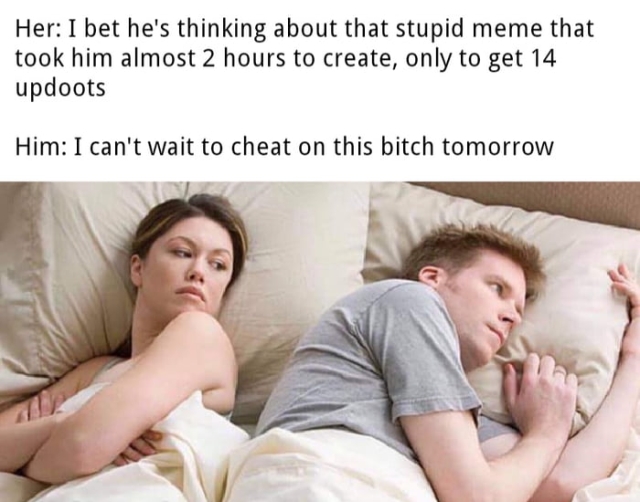 Her: I bet he's thinking about that stupid meme that
took him almost 2 hours to create, only to get 14
updoots
Him: I can't wait to cheat on this bitch tomorrow